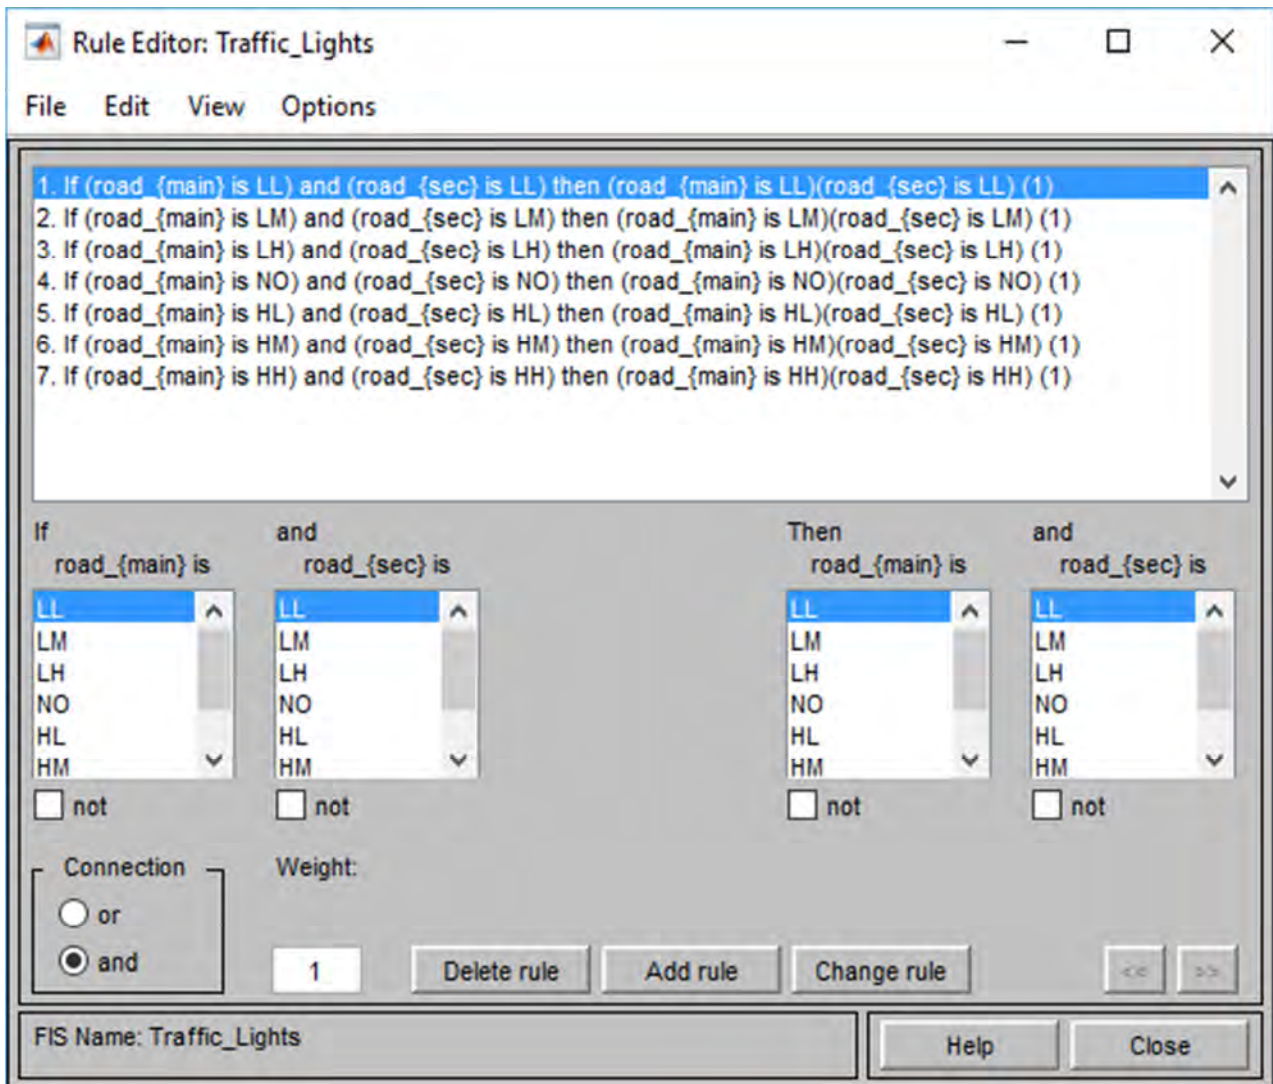 Rule Editor: Traffic_Lights
File Edit View Options
1. If (road_{main} is LL) and (road_{sec} is LL) then (road_{main} is LL)(road_{sec} is LL) (1)
2. If (road_{main} is LM) and (road_{sec} is LM) then (road_{main} is LM)(road_{sec} is LM) (1)
3. If (road_{main} is LH) and (road_{sec} is LH) then (road_{main} is LH)(road_{sec} is LH) (1)
4. If (road_{main} is NO) and (road_{sec} is NO) then (road_{main} is NO)(road_{sec} is NO) (1)
5. If (road_{main} is HL) and (road_{sec} is HL) then (road_{main} is HL)(road_{sec} is HL) (1)
6. If (road_{main} is HM) and (road_{sec} is HM) then (road_{main} is HM)(road_{sec} is HM) (1)
7. If (road_{main} is HH) and (road_{sec} is HH) then (road_{main} is HH)(road_{sec} is HH) (1)
If and Then and
road_{main} is road_{sec} is road_{main} is road_{sec} is
LL LL LL LL
LM LM LM LM
LH LH LH LH
NO NO NO NO
HL HL HL HL
HM HM HM HM
not not not not
Connection Weight:
or
and 1 Delete rule Add rule Change rule << >>
FIS Name: Traffic_Lights Help Close